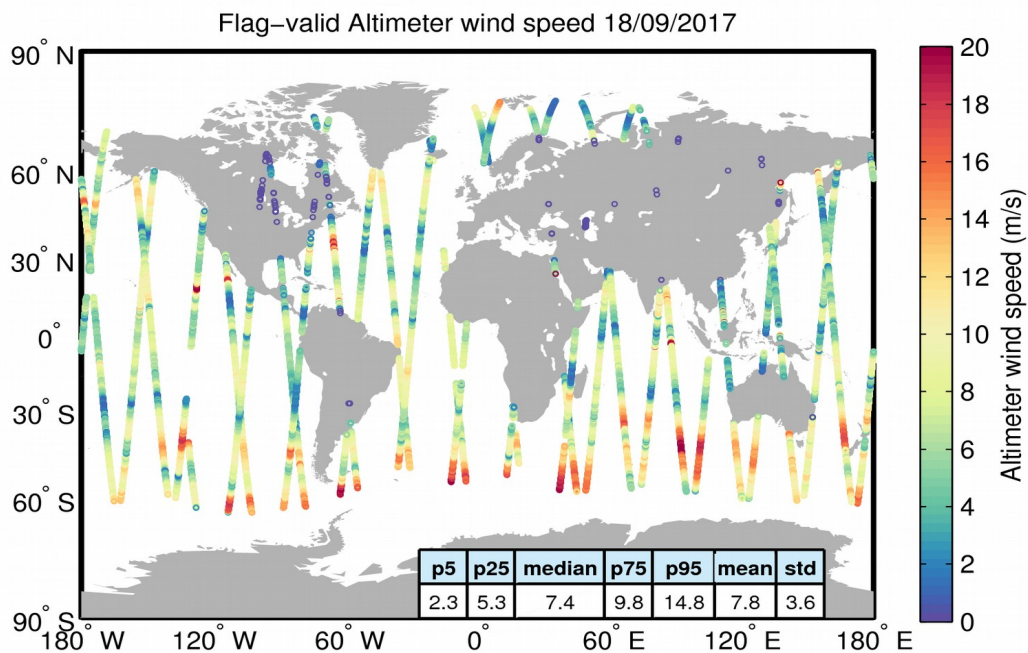 Flag−valid Altimeter wind speed 18/09/2017
90° N
60° N
30° N
0°
30° S
60° S
90° S
180° W
120° W
60° W
0°
60° E
120° E
180° E
p5 p25 median p75 p95 mean std
2.3 5.3 7.4 9.8 14.8 7.8 3.6
20
18
16
14
12
10
8
6
4
2
0
Altimeter wind speed (m/s)